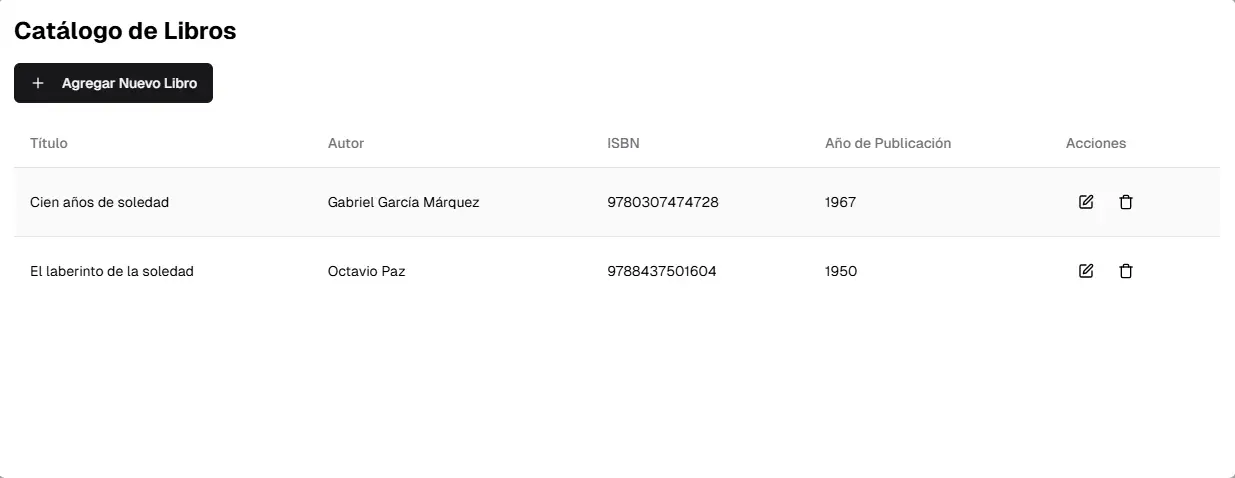 Catálogo de Libros
Agregar Nuevo Libro
Título Autor ISBN Año de Publicación Acciones
Cien años de soledad Gabriel García Márquez 9780307474728 1967
El laberinto de la soledad Octavio Paz 9788437501604 1950